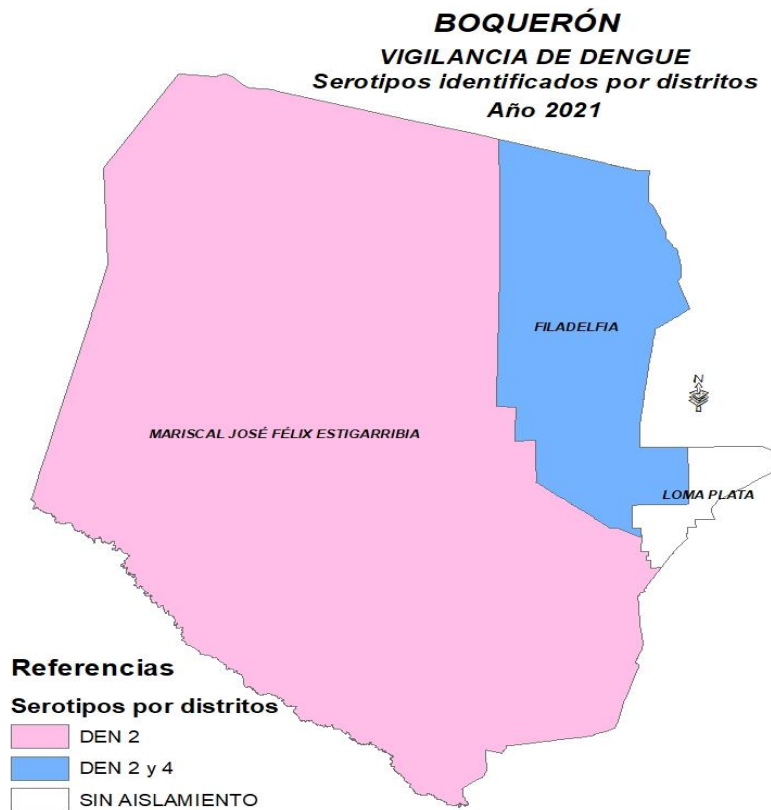 BOQUERÓN
VIGILANCIA DE DENGUE
Serotipos identificados por distritos
Año 2021
FILADELFIA
N
MARISCAL JOSÉ FÉLIX ESTIGARRIBIA
LOMA PLATA
Referencias
Serotipos por distritos
DEN 2
DEN 2 y 4
SIN AISLAMIENTO